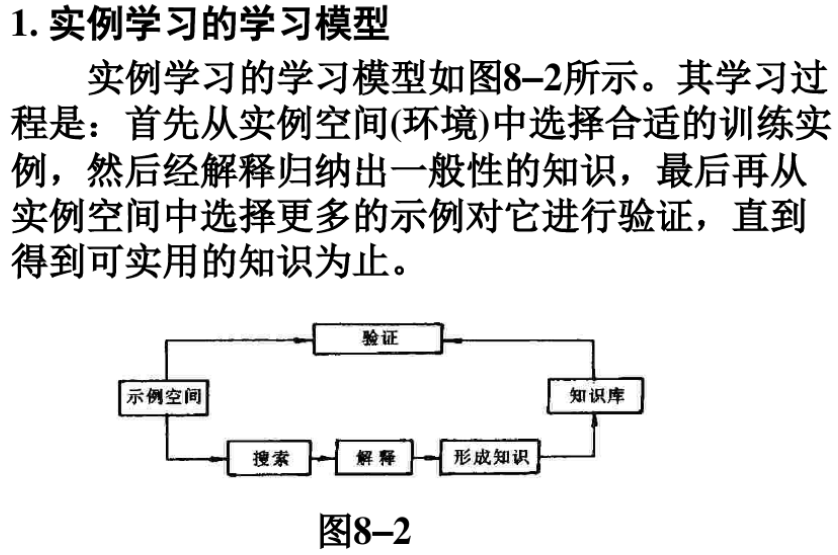 1. 实例学习的学习模型
实例学习的学习模型如图8–2所示。其学习过
程是：首先从实例空间(环境)中选择合适的训练实
例，然后经解释归纳出一般性的知识，最后再从
实例空间中选择更多的示例对它进行验证，直到
得到可实用的知识为止。
验证
示例空间
知识库
搜索
解释
形成知识
图8–2